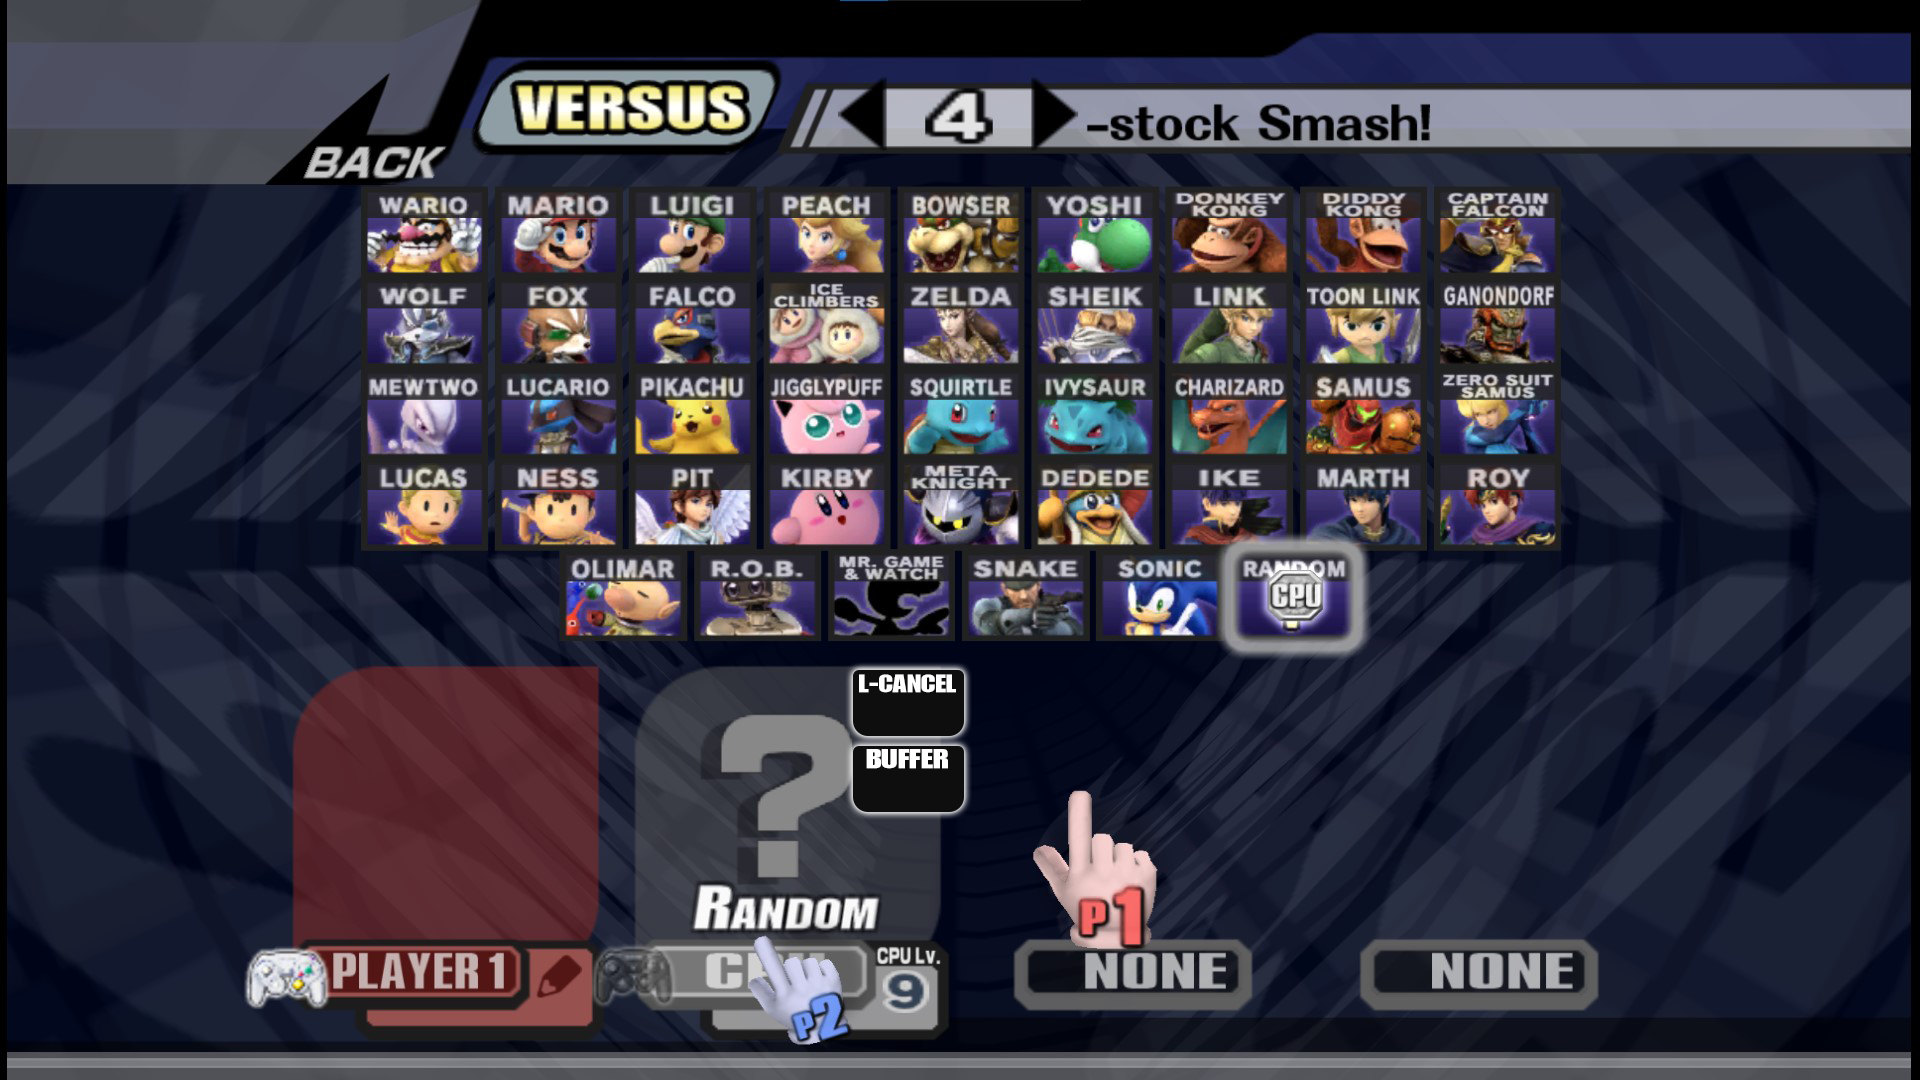 VERSUS
4 -stock Smash!
BACK
WARIO MARIO LUIGI PEACH BOWSER YOSHI DONKEY KONG DIDDY KONG CAPTAIN FALCON
WOLF FOX FALCO ICE CLIMBERS ZELDA SHEIK LINK TOON LINK GANONDORF
MEWTWO LUCARIO PIKACHU JIGGLYPUFF SQUIRTLE IVYSAUR CHARIZARD SAMUS ZERO SUIT SAMUS
LUCAS NESS PIT KIRBY META KNIGHT DEDEDE IKE MARTH ROY
OLIMAR R.O.B. MR. GAME & WATCH SNAKE SONIC RANDOM
CPU
L-CANCEL
BUFFER
?
RANDOM
P1
PLAYER 1
CPU Lv.
9
P2
NONE
NONE